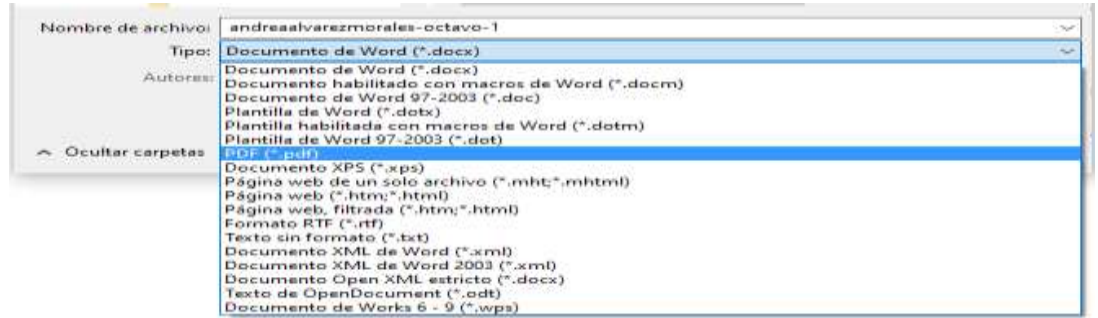 Nombre de archivo: andreaalvarezmorales-octavo-1
Tipo: Documento de Word (*.docx)
Autores:
Documento de Word (*.docx)
Documento habilitado con macros de Word (*.docm)
Documento de Word 97-2003 (*.doc)
Plantilla de Word (*.dotx)
Plantilla habilitada con macros de Word (*.dotm)
Plantilla de Word 97-2003 (*.dot)
Ocultar carpetas
PDF (*.pdf)
Documento XPS (*.xps)
Página web de un solo archivo (*.mht;*.mhtml)
Página web (*.htm;*.html)
Página web, filtrada (*.htm;*.html)
Formato RTF (*.rtf)
Texto sin formato (*.txt)
Documento XML de Word (*.xml)
Documento XML de Word 2003 (*.xml)
Documento Open XML estricto (*.docx)
Texto de OpenDocument (*.odt)
Documento de Works 6 - 9 (*.wps)